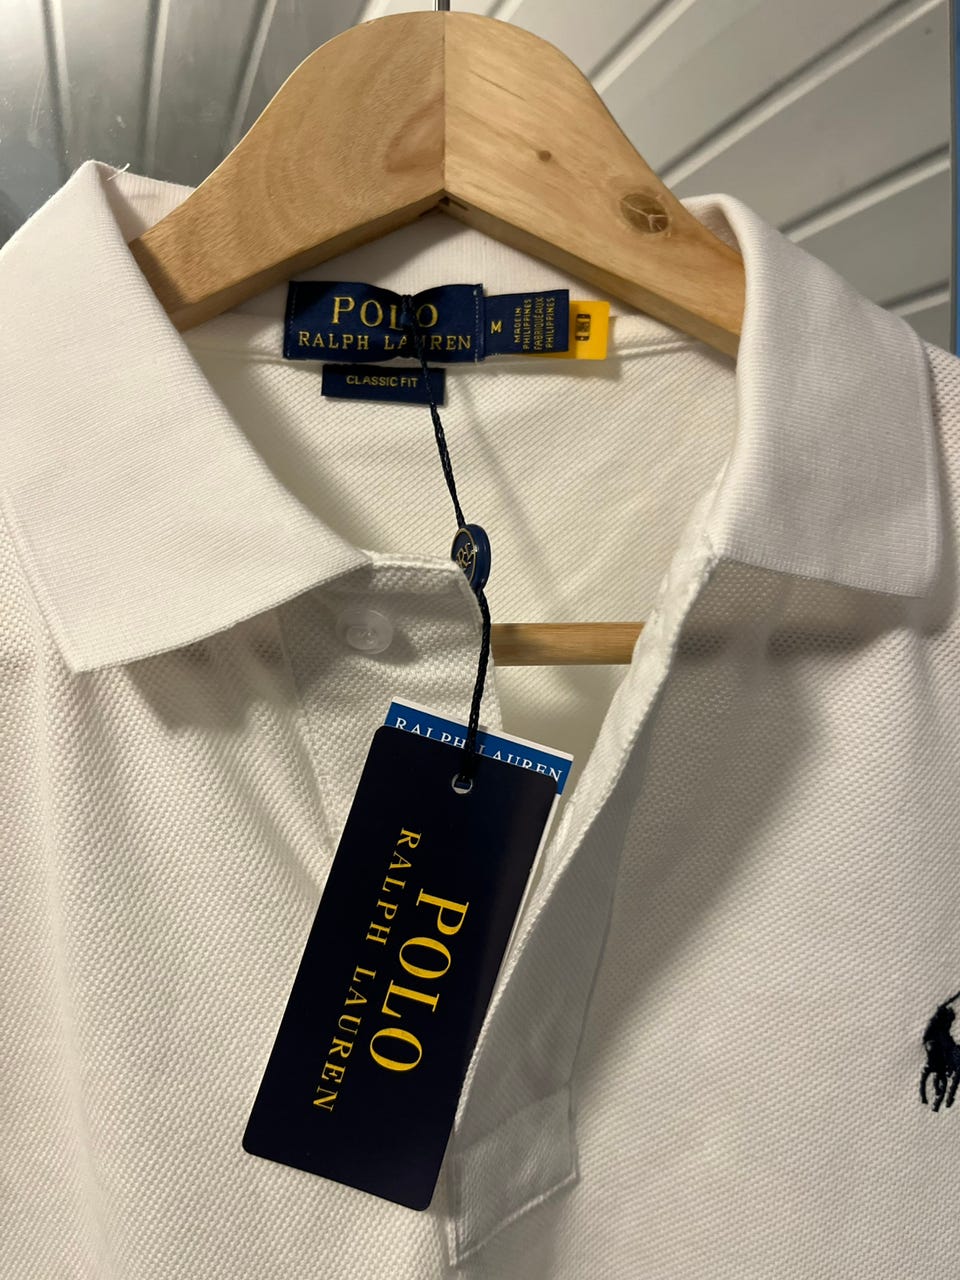 POLO
RALPH LAUREN
M
MADE IN
PHILIPPINES
FABRIQUÉ AUX
PHILIPPINES
CLASSIC FIT
RALPH LAUREN
POLO
RALPH LAUREN